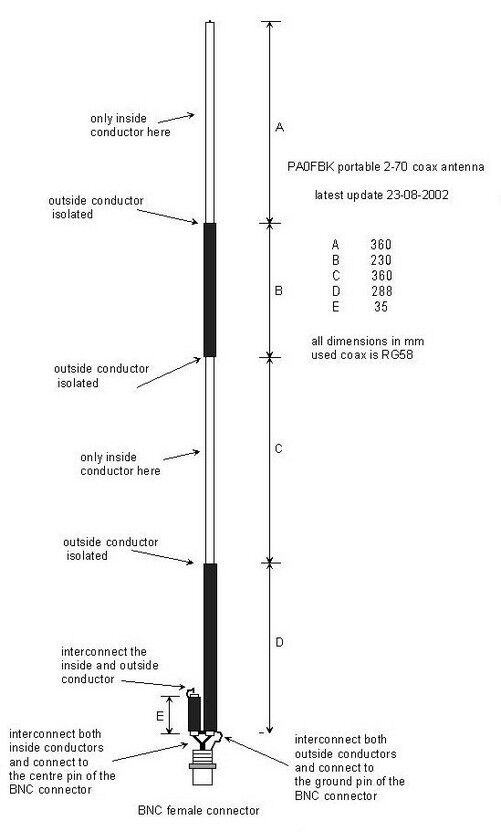 only inside
conductor here
A
PA0FBK portable 2-70 coax antenna
latest update 23-08-2002
outside conductor
isolated
A 360
B 230
C 360
D 288
E 35
B
all dimensions in mm
used coax is RG58
outside conductor
isolated
only inside
conductor here
C
outside conductor
isolated
D
interconnect the
inside and outside
conductor
E
interconnect both
inside conductors
and connect to
the centre pin of the
BNC connector
interconnect both
outside conductors
and connect to
the ground pin of the
BNC connector
BNC female connector